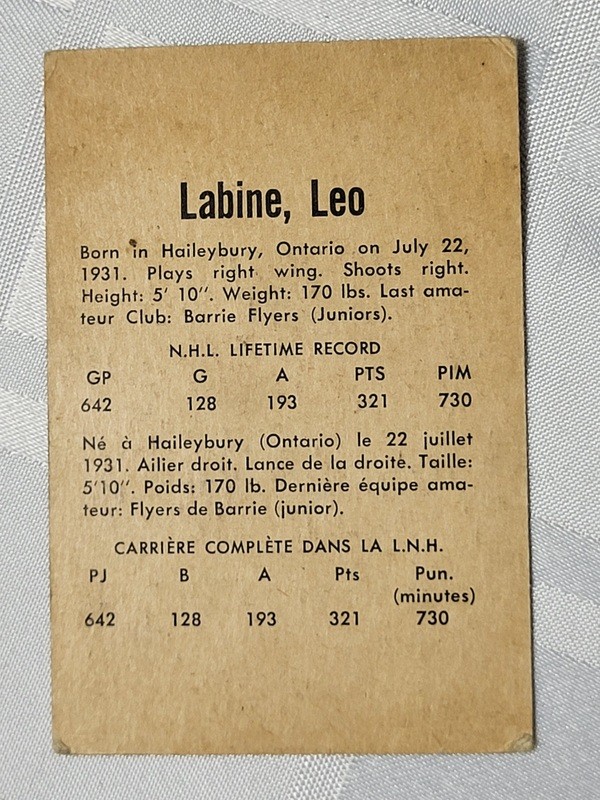 Labine, Leo
Born in Haileybury, Ontario on July 22,
1931. Plays right wing. Shoots right.
Height: 5' 10". Weight: 170 lbs. Last ama-
teur Club: Barrie Flyers (Juniors).
N.H.L. LIFETIME RECORD
GP G A PTS PIM
642 128 193 321 730
Né à Haileybury (Ontario) le 22 juillet
1931. Ailier droit. Lance de la droite. Taille:
5'10". Poids: 170 lb. Dernière équipe ama-
teur: Flyers de Barrie (junior).
CARRIÈRE COMPLÈTE DANS LA L.N.H.
PJ B A Pts Pun.
(minutes)
642 128 193 321 730